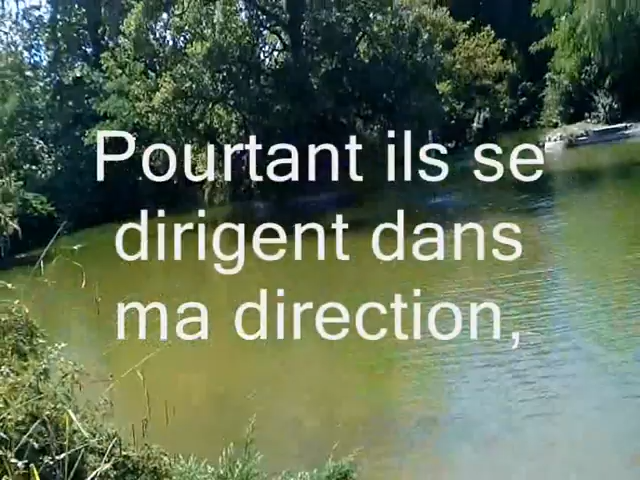 Pourtant ils se
dirigent dans
ma direction,